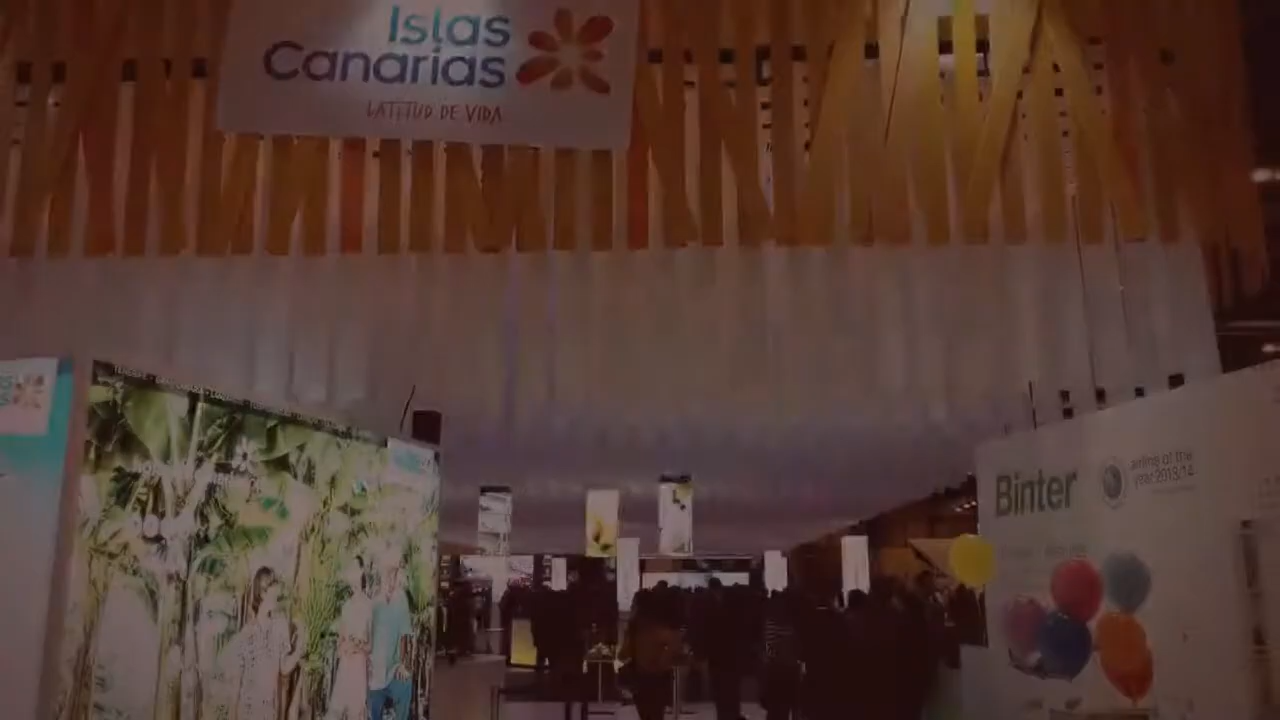 Islas
Canarias
LATITUD DE VIDA
Binter
airline of the
year 2013/14